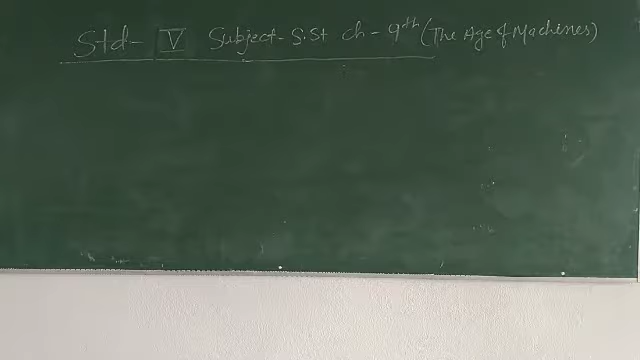 Std- V Subject- S.St ch - 9th (The Age of Machines)